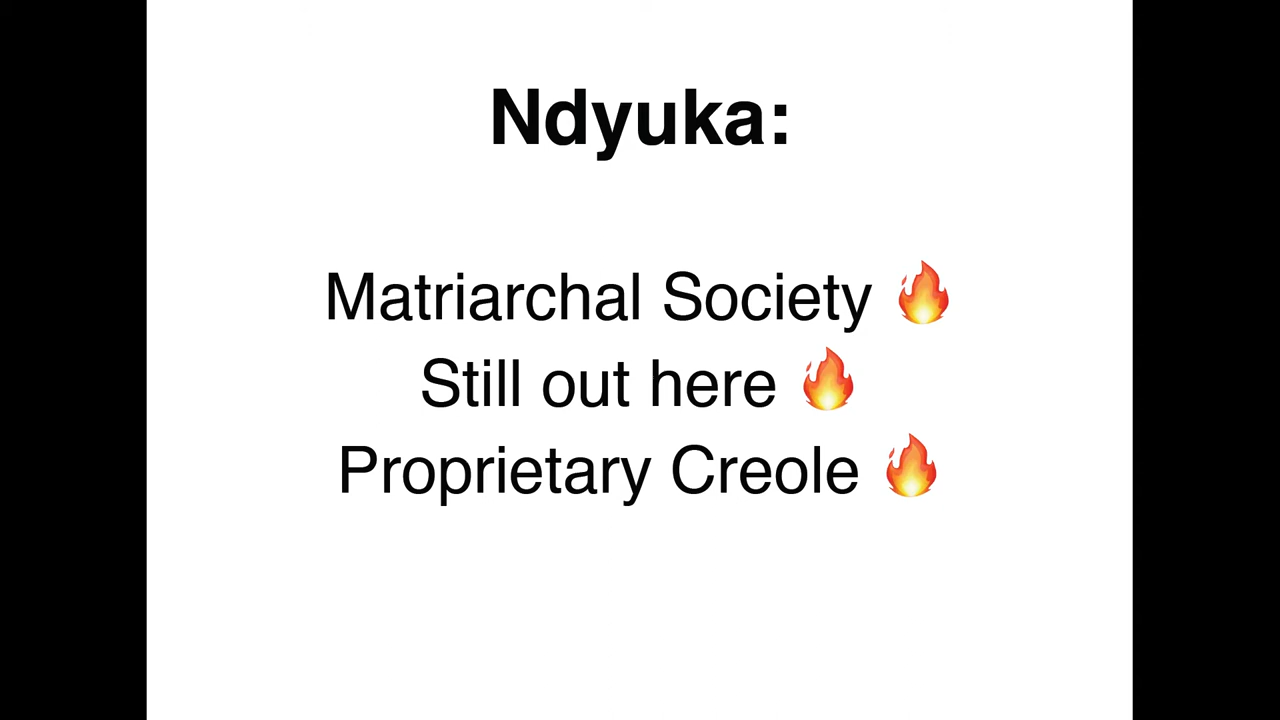 Ndyuka:
Matriarchal Society 🔥
Still out here 🔥
Proprietary Creole 🔥